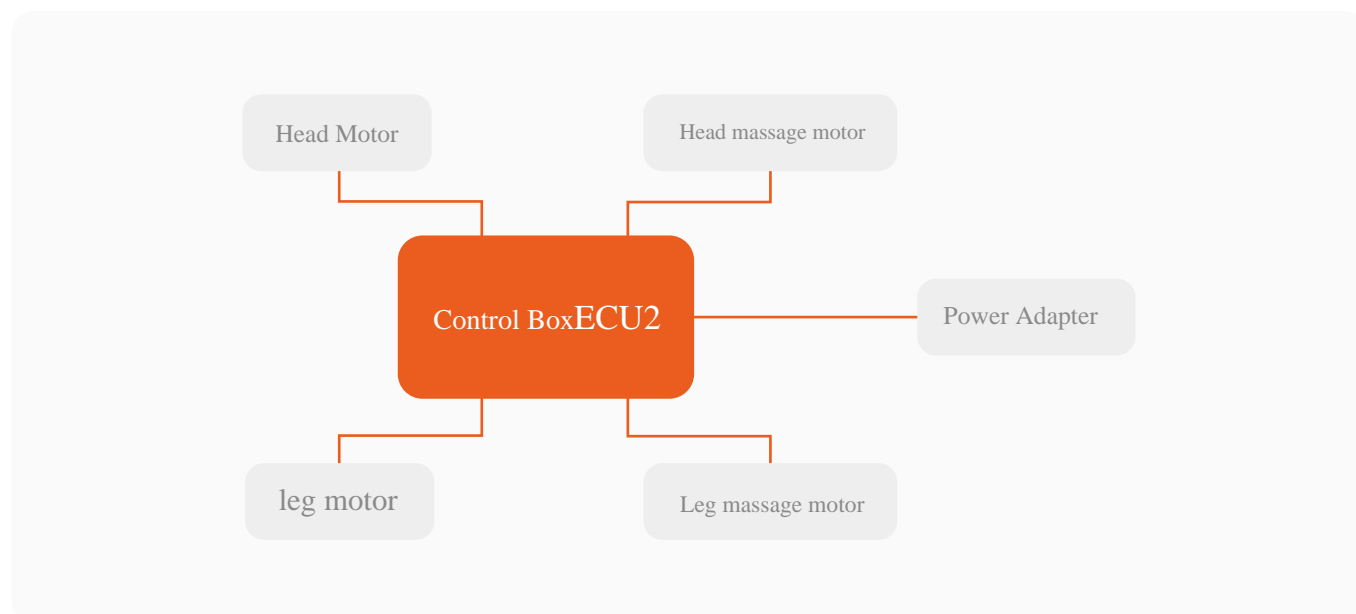 Head Motor
Head massage motor
Control BoxECU2
Power Adapter
leg motor
Leg massage motor